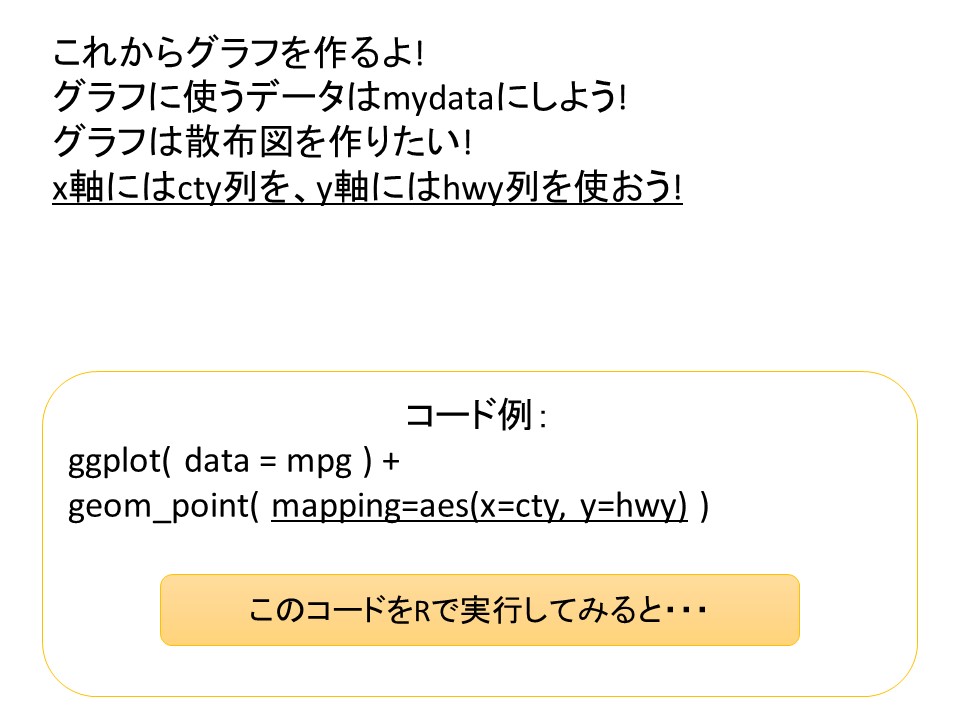 これからグラフを作るよ!
グラフに使うデータはmydataにしよう!
グラフは散布図を作りたい!
x軸にはcty列を、y軸にはhwy列を使おう!
コード例：
ggplot( data = mpg ) +
geom_point( mapping=aes(x=cty, y=hwy) )
このコードをRで実行してみると・・・